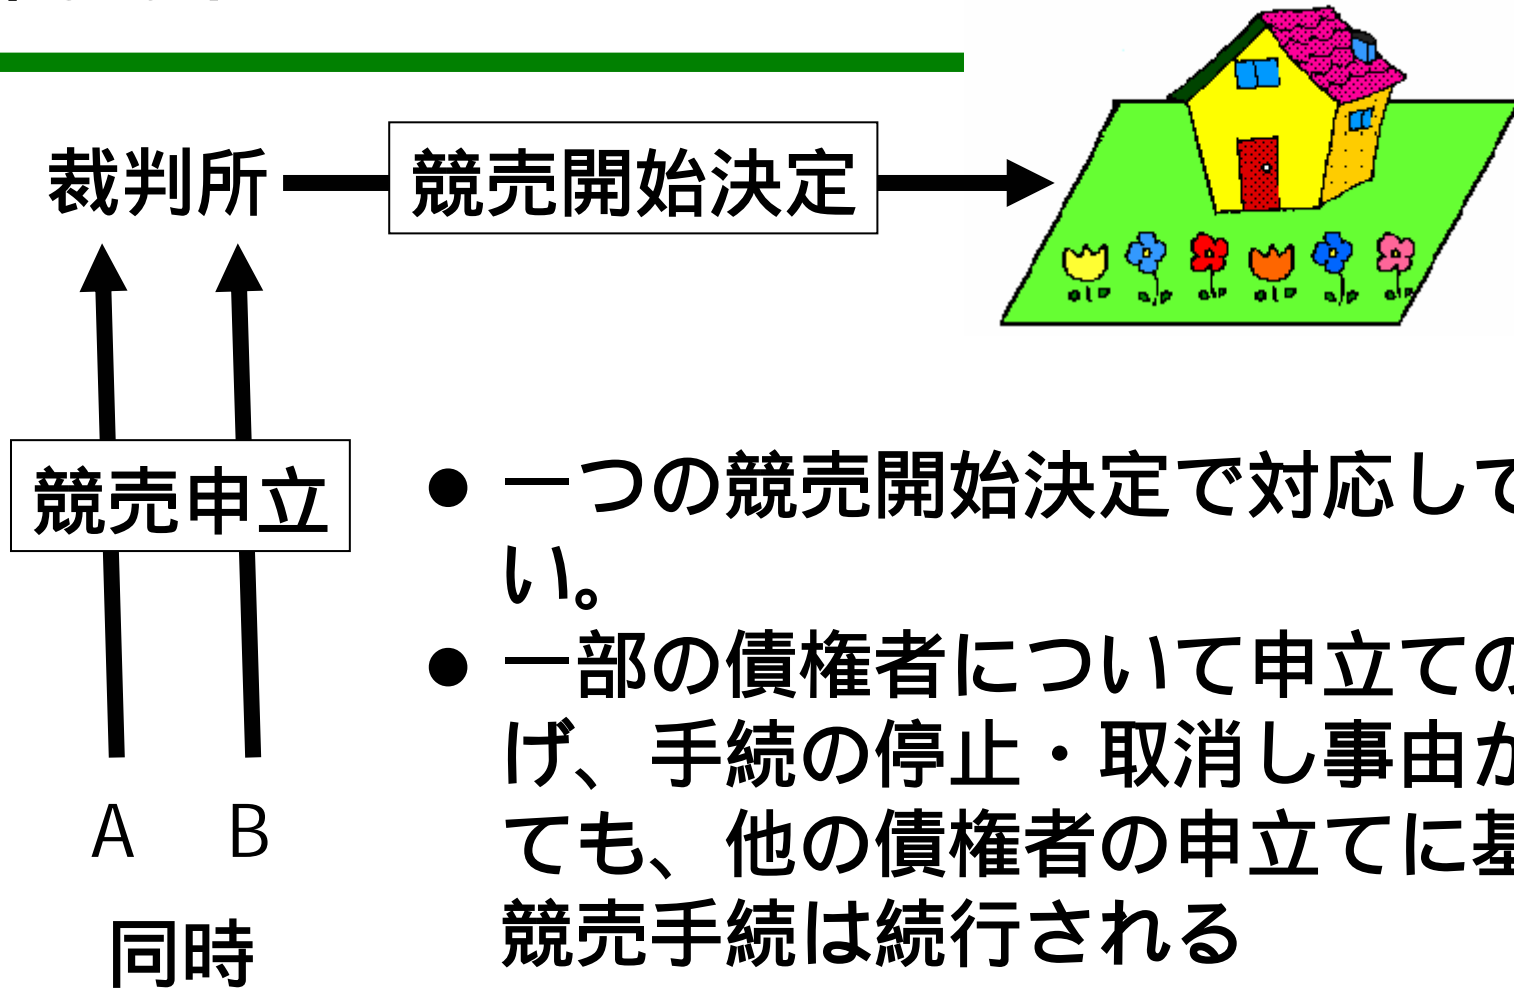 裁判所
競売開始決定
競売申立
A B
同時
● 一つの競売開始決定で対応して
い。
● 一部の債権者について申立ての
げ、手続の停止・取消し事由が
ても、他の債権者の申立てに基
競売手続は続行される